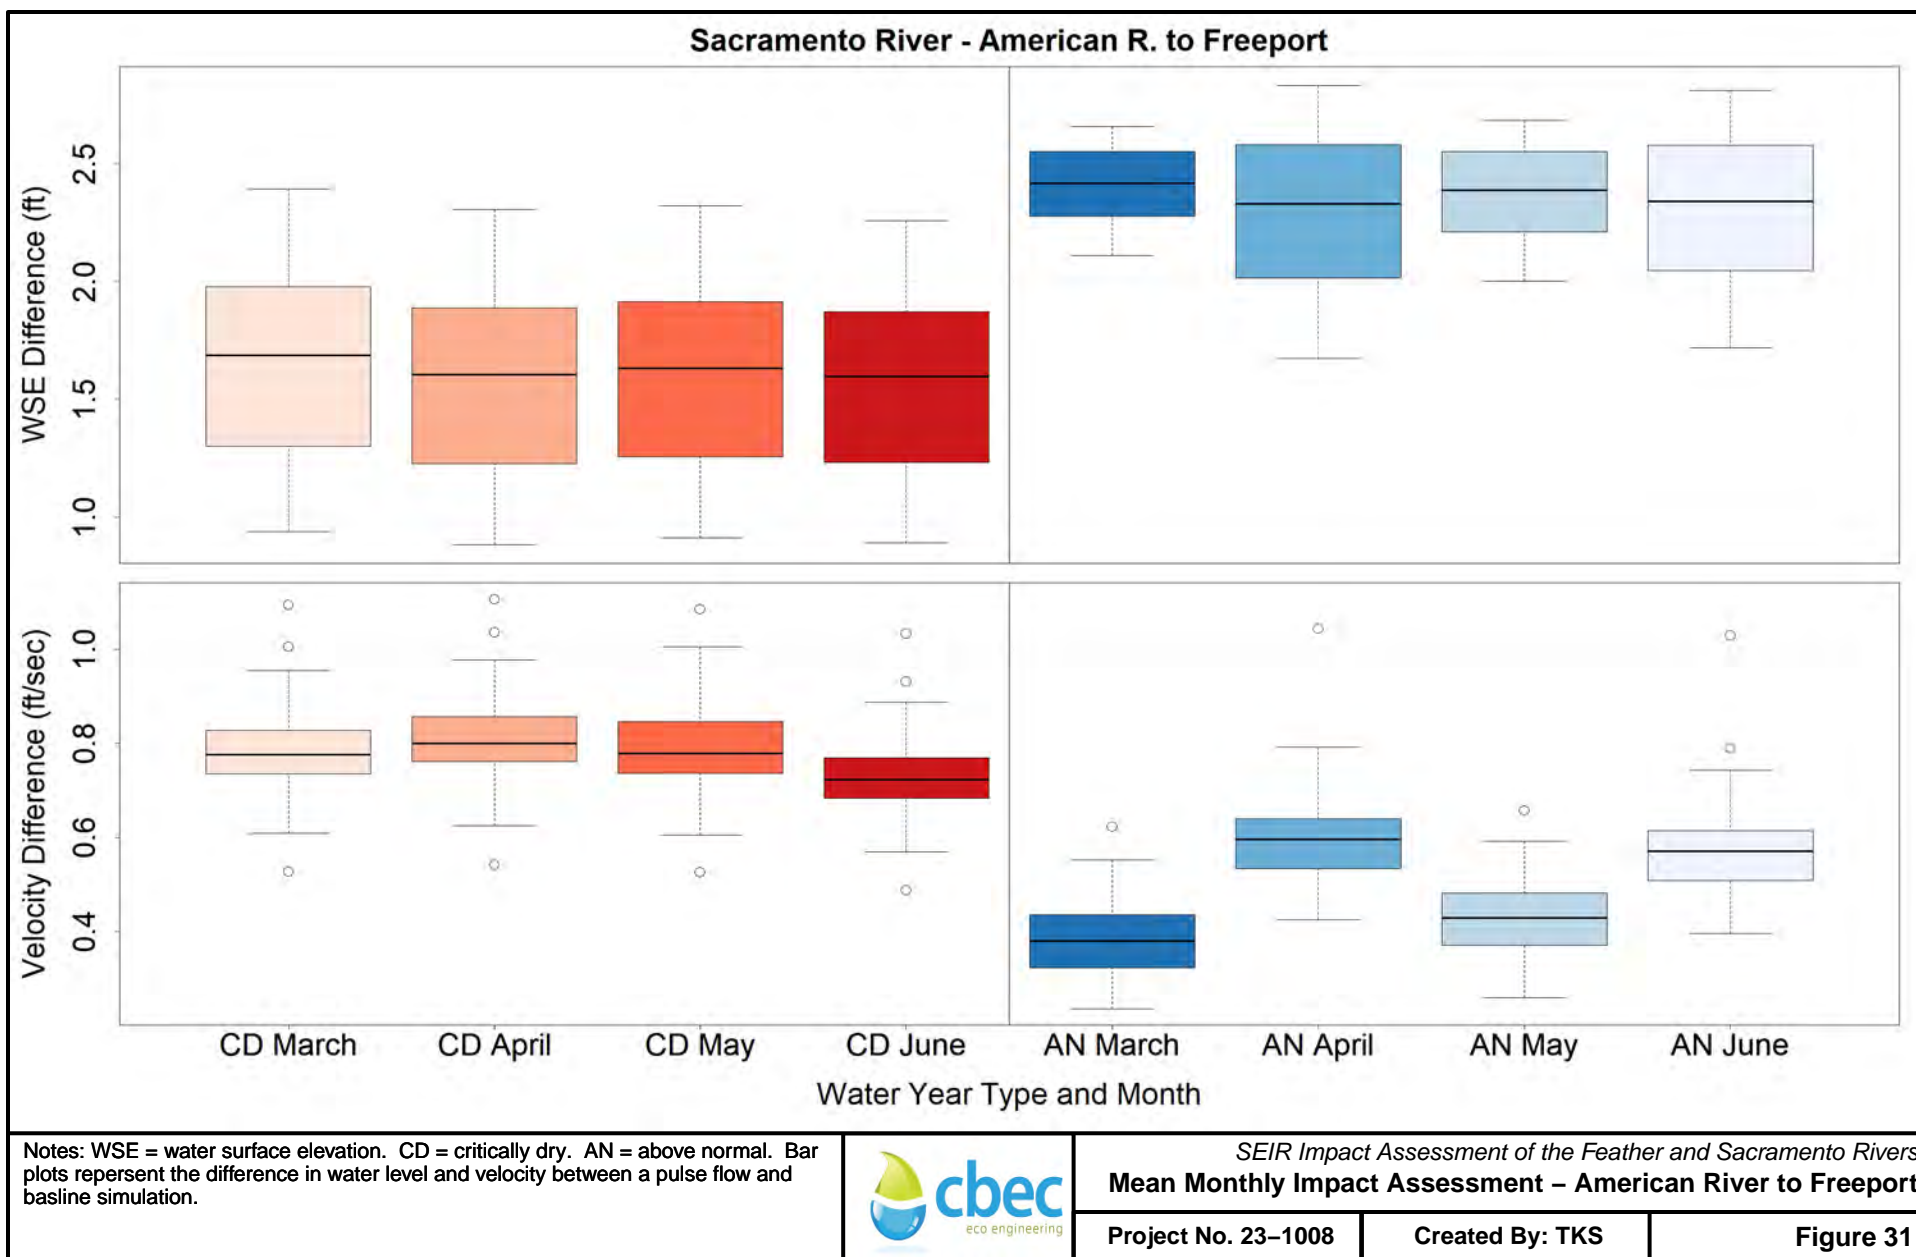 Sacramento River - American R. to Freeport
WSE Difference (ft)
2.5
2.0
1.5
1.0
Velocity Difference (ft/sec)
1.0
0.8
0.6
0.4
CD March CD April CD May CD June AN March AN April AN May AN June
Water Year Type and Month
Notes: WSE = water surface elevation. CD = critically dry. AN = above normal. Bar
plots repersent the difference in water level and velocity between a pulse flow and
basline simulation.
cbec
eco engineering
SEIR Impact Assessment of the Feather and Sacramento Rivers
Mean Monthly Impact Assessment – American River to Freeport
Project No. 23–1008 Created By: TKS Figure 31